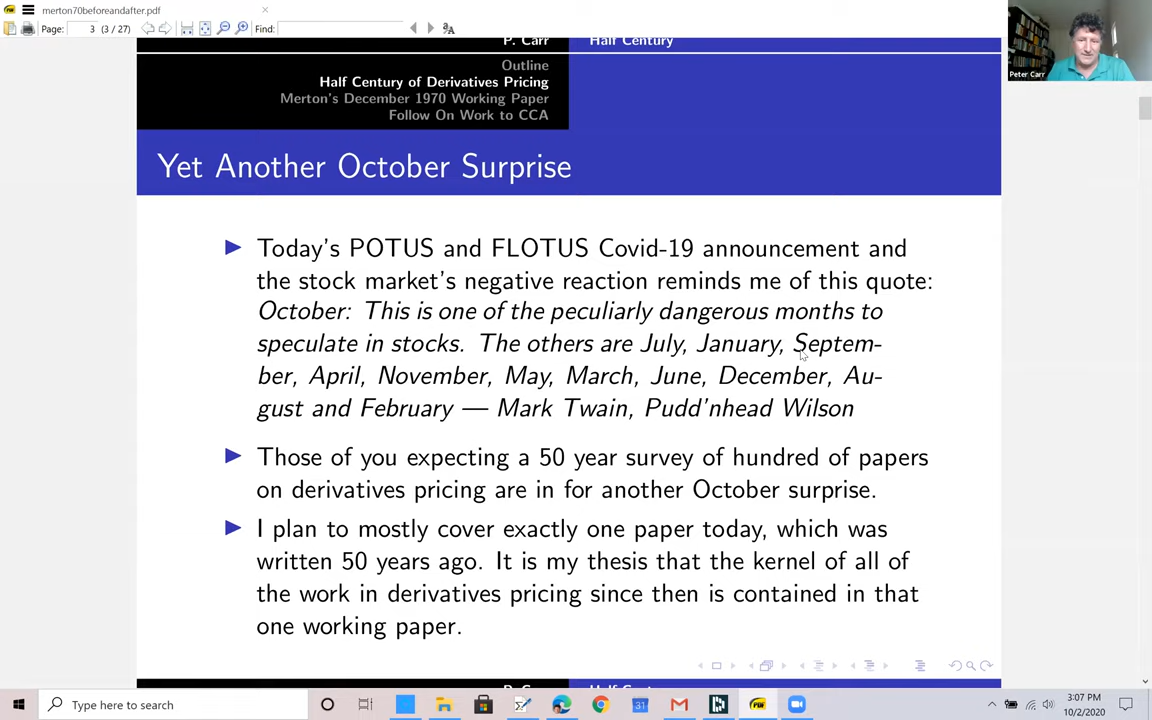 merton70beforeandafter.pdf
Page: 3 (3 / 27) Find:
P. Carr Half Century
Outline
Half Century of Derivatives Pricing
Merton's December 1970 Working Paper
Follow On Work to CCA
Peter Carr
Yet Another October Surprise
Today's POTUS and FLOTUS Covid-19 announcement and
the stock market's negative reaction reminds me of this quote:
October: This is one of the peculiarly dangerous months to
speculate in stocks. The others are July, January, Septem-
ber, April, November, May, March, June, December, Au-
gust and February — Mark Twain, Pudd'nhead Wilson
Those of you expecting a 50 year survey of hundred of papers
on derivatives pricing are in for another October surprise.
I plan to mostly cover exactly one paper today, which was
written 50 years ago. It is my thesis that the kernel of all of
the work in derivatives pricing since then is contained in that
one working paper.
Type here to search
3:07 PM
10/2/2020